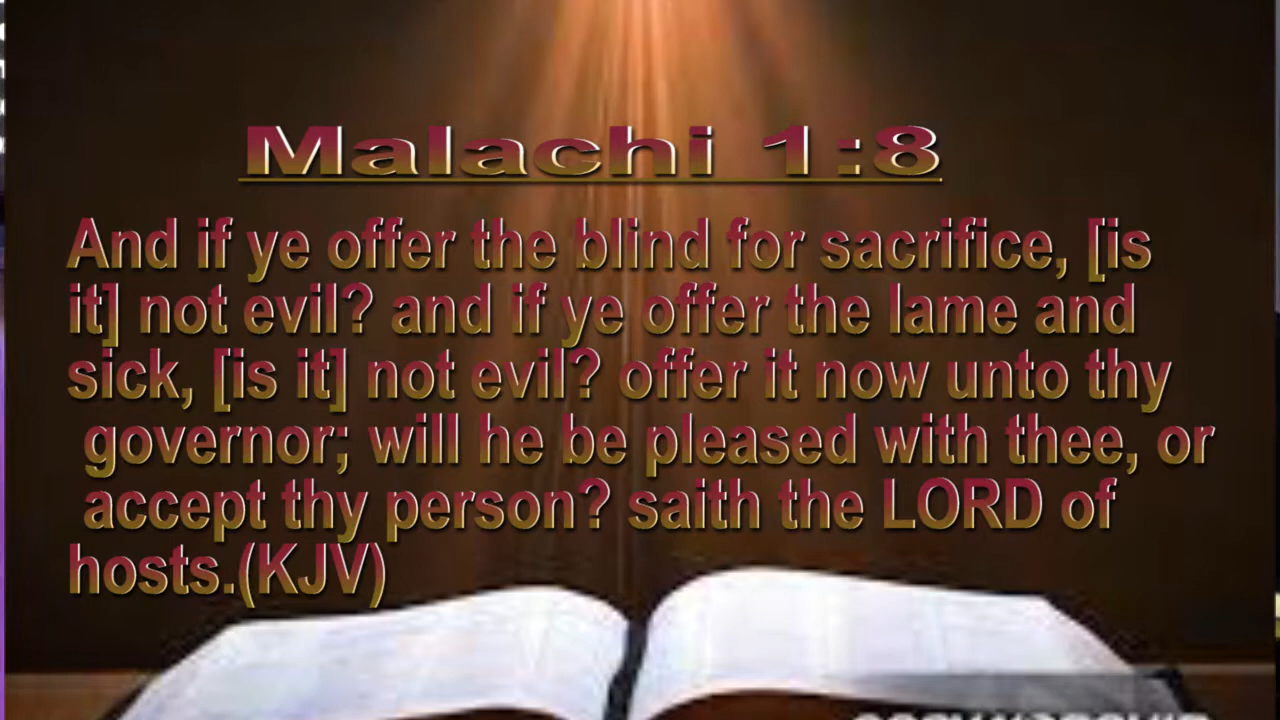 Malachi 1:8
And if ye offer the blind for sacrifice, [is
it] not evil? and if ye offer the lame and
sick, [is it] not evil? offer it now unto thy
governor; will he be pleased with thee, or
accept thy person? saith the LORD of
hosts.(KJV)